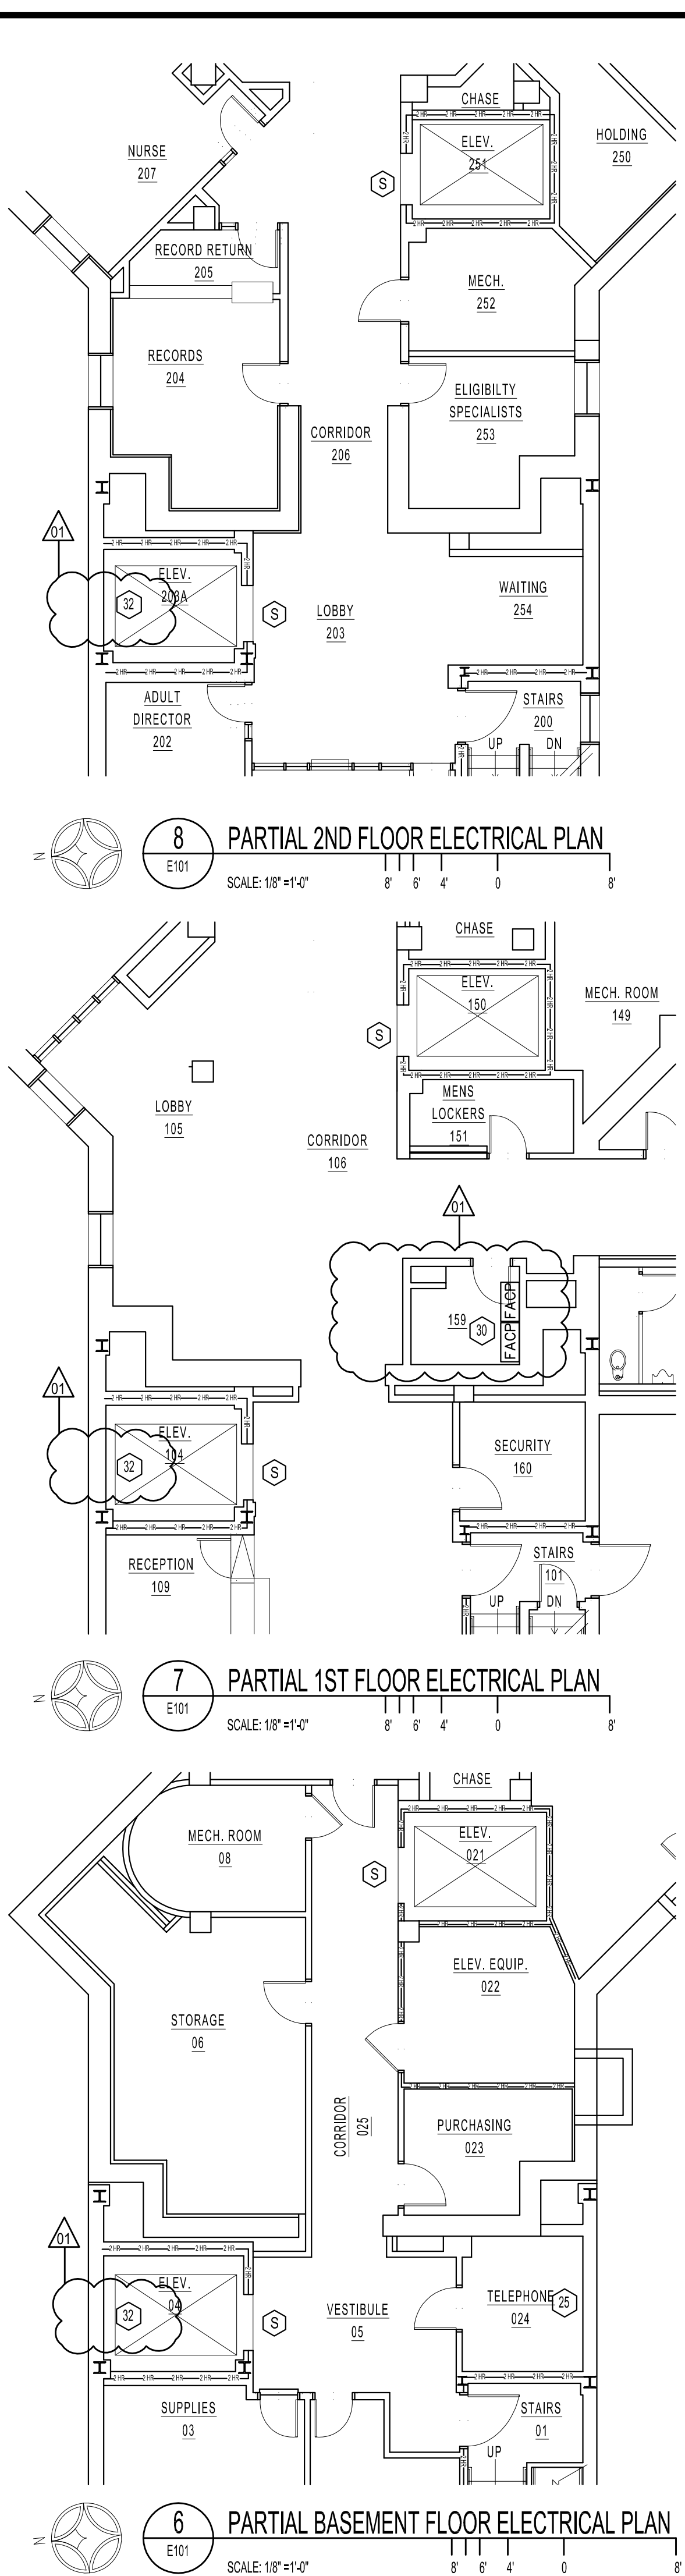 CHASE
ELEV.
251
HOLDING
250
NURSE
207
S
RECORD RETURN
205
MECH.
252
RECORDS
204
ELIGIBILTY
SPECIALISTS
253
CORRIDOR
206
01
ELEV.
203A
32
S
LOBBY
203
WAITING
254
ADULT
DIRECTOR
202
STAIRS
200
UP DN
2 HR
N
8
E101
PARTIAL 2ND FLOOR ELECTRICAL PLAN
SCALE: 1/8" =1'-0"
8' 6' 4' 0 8'
CHASE
ELEV.
150
MECH. ROOM
149
S
MENS
LOCKERS
151
LOBBY
105
CORRIDOR
106
01
159
30
FACP FACP
01
ELEV.
104
32
S
SECURITY
160
RECEPTION
109
STAIRS
101
UP DN
2 HR
N
7
E101
PARTIAL 1ST FLOOR ELECTRICAL PLAN
SCALE: 1/8" =1'-0"
8' 6' 4' 0 8'
CHASE
MECH. ROOM
08
ELEV.
021
S
ELEV. EQUIP.
022
STORAGE
06
CORRIDOR
025
PURCHASING
023
01
ELEV.
04
32
S
VESTIBULE
05
TELEPHONE
024
25
SUPPLIES
03
STAIRS
01
UP
2 HR
N
6
E101
PARTIAL BASEMENT FLOOR ELECTRICAL PLAN
SCALE: 1/8" =1'-0"
8' 6' 4' 0 8'